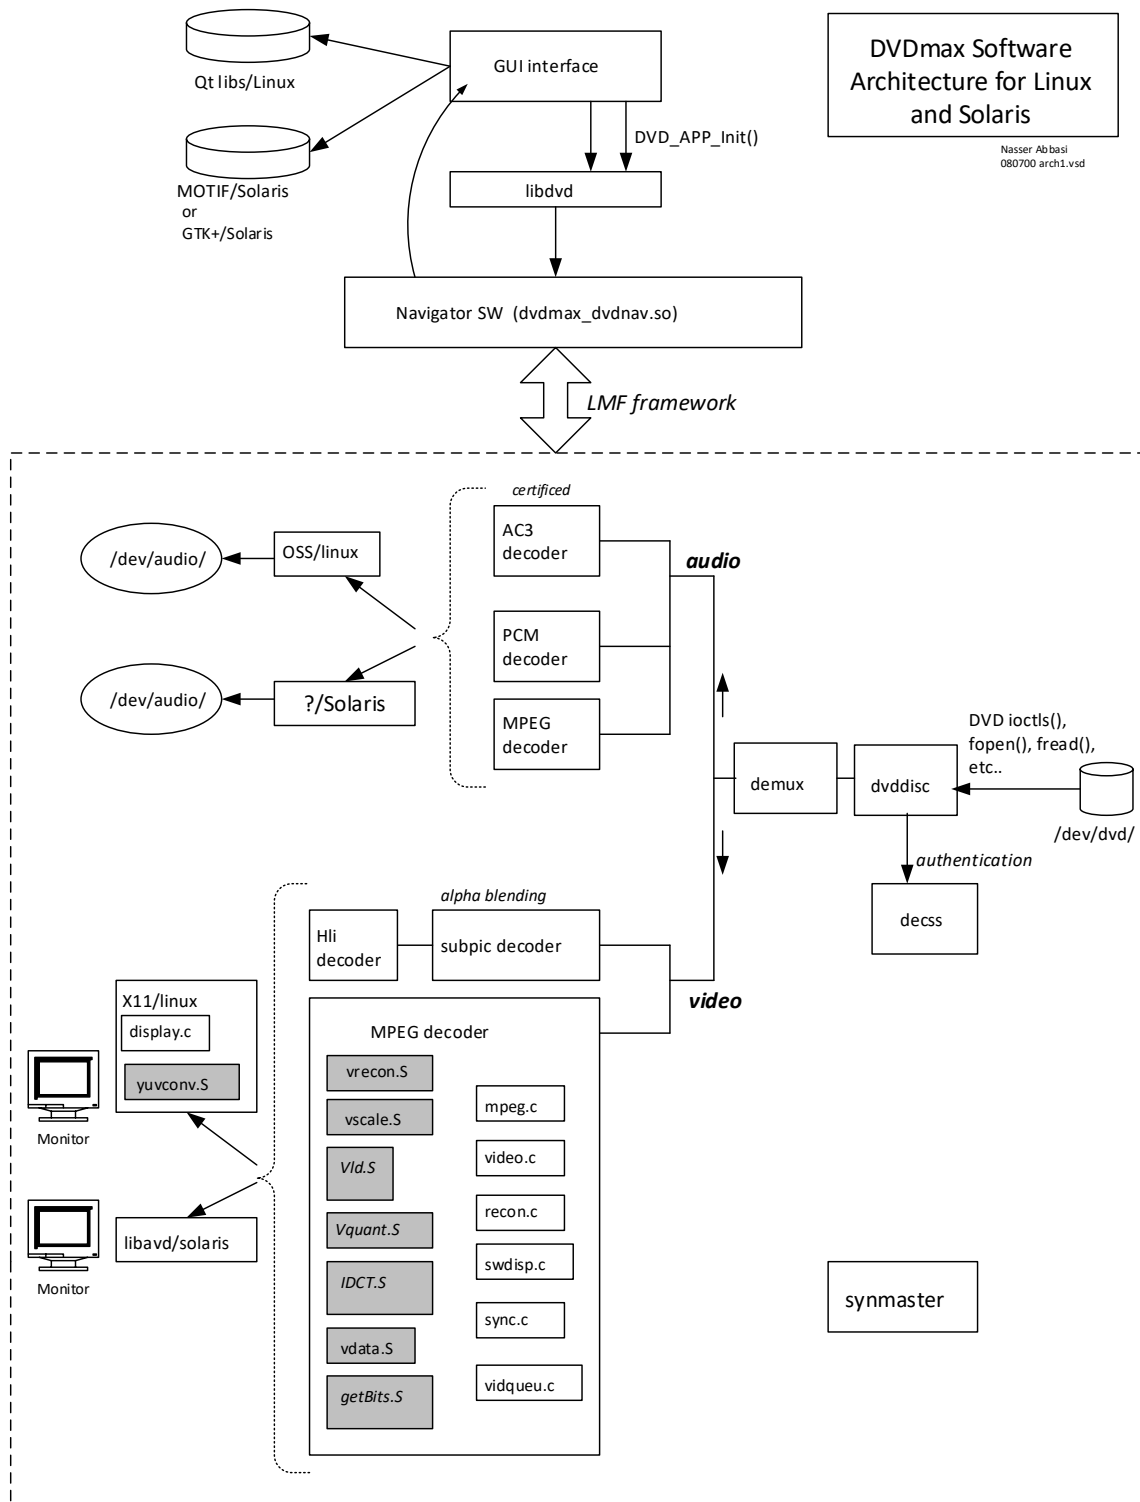 DVDmax Software
Architecture for Linux
and Solaris
Nasser Abbasi
080700 arch1.vsd
Qt libs/Linux
GUI interface
MOTIF/Solaris
or
GTK+/Solaris
DVD_APP_Init()
libdvd
Navigator SW (dvdmax_dvdnav.so)
LMF framework
certificed
AC3
decoder
PCM
decoder
MPEG
decoder
audio
OSS/linux
/dev/audio/
?/Solaris
/dev/audio/
demux
dvddisc
DVD ioctls(),
fopen(), fread(),
etc..
/dev/dvd/
authentication
decss
alpha blending
Hli
decoder
subpic decoder
video
X11/linux
display.c
yuvconv.S
Monitor
libavd/solaris
Monitor
MPEG decoder
vrecon.S
vscale.S
Vld.S
Vquant.S
IDCT.S
vdata.S
getBits.S
mpeg.c
video.c
recon.c
swdisp.c
sync.c
vidqueu.c
synmaster